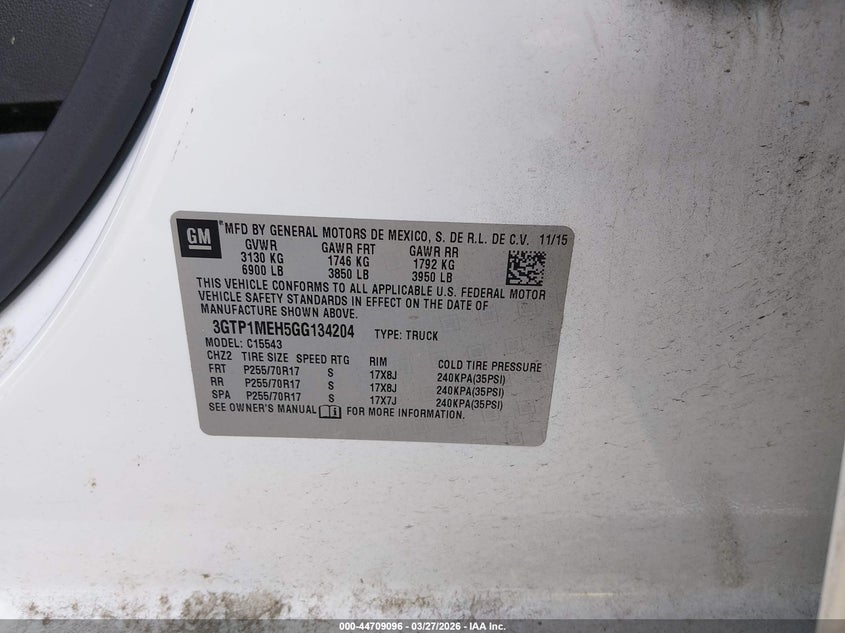 GM
MFD BY GENERAL MOTORS DE MEXICO, S. DE R.L. DE C.V. 11/15
GVWR GAWR FRT GAWR RR
3130 KG 1746 KG 1792 KG
6900 LB 3850 LB 3950 LB
THIS VEHICLE CONFORMS TO ALL APPLICABLE U.S. FEDERAL MOTOR
VEHICLE SAFETY STANDARDS IN EFFECT ON THE DATE OF
MANUFACTURE SHOWN ABOVE.
3GTP1MEH5GG134204 TYPE: TRUCK
MODEL: C15543
CHZ2 TIRE SIZE SPEED RTG RIM COLD TIRE PRESSURE
FRT P255/70R17 S 17X8J 240KPA(35PSI)
RR P255/70R17 S 17X8J 240KPA(35PSI)
SPA P255/70R17 S 17X7J 240KPA(35PSI)
SEE OWNER'S MANUAL FOR MORE INFORMATION.
000-44709096 | 03/27/2026 | IAA Inc.